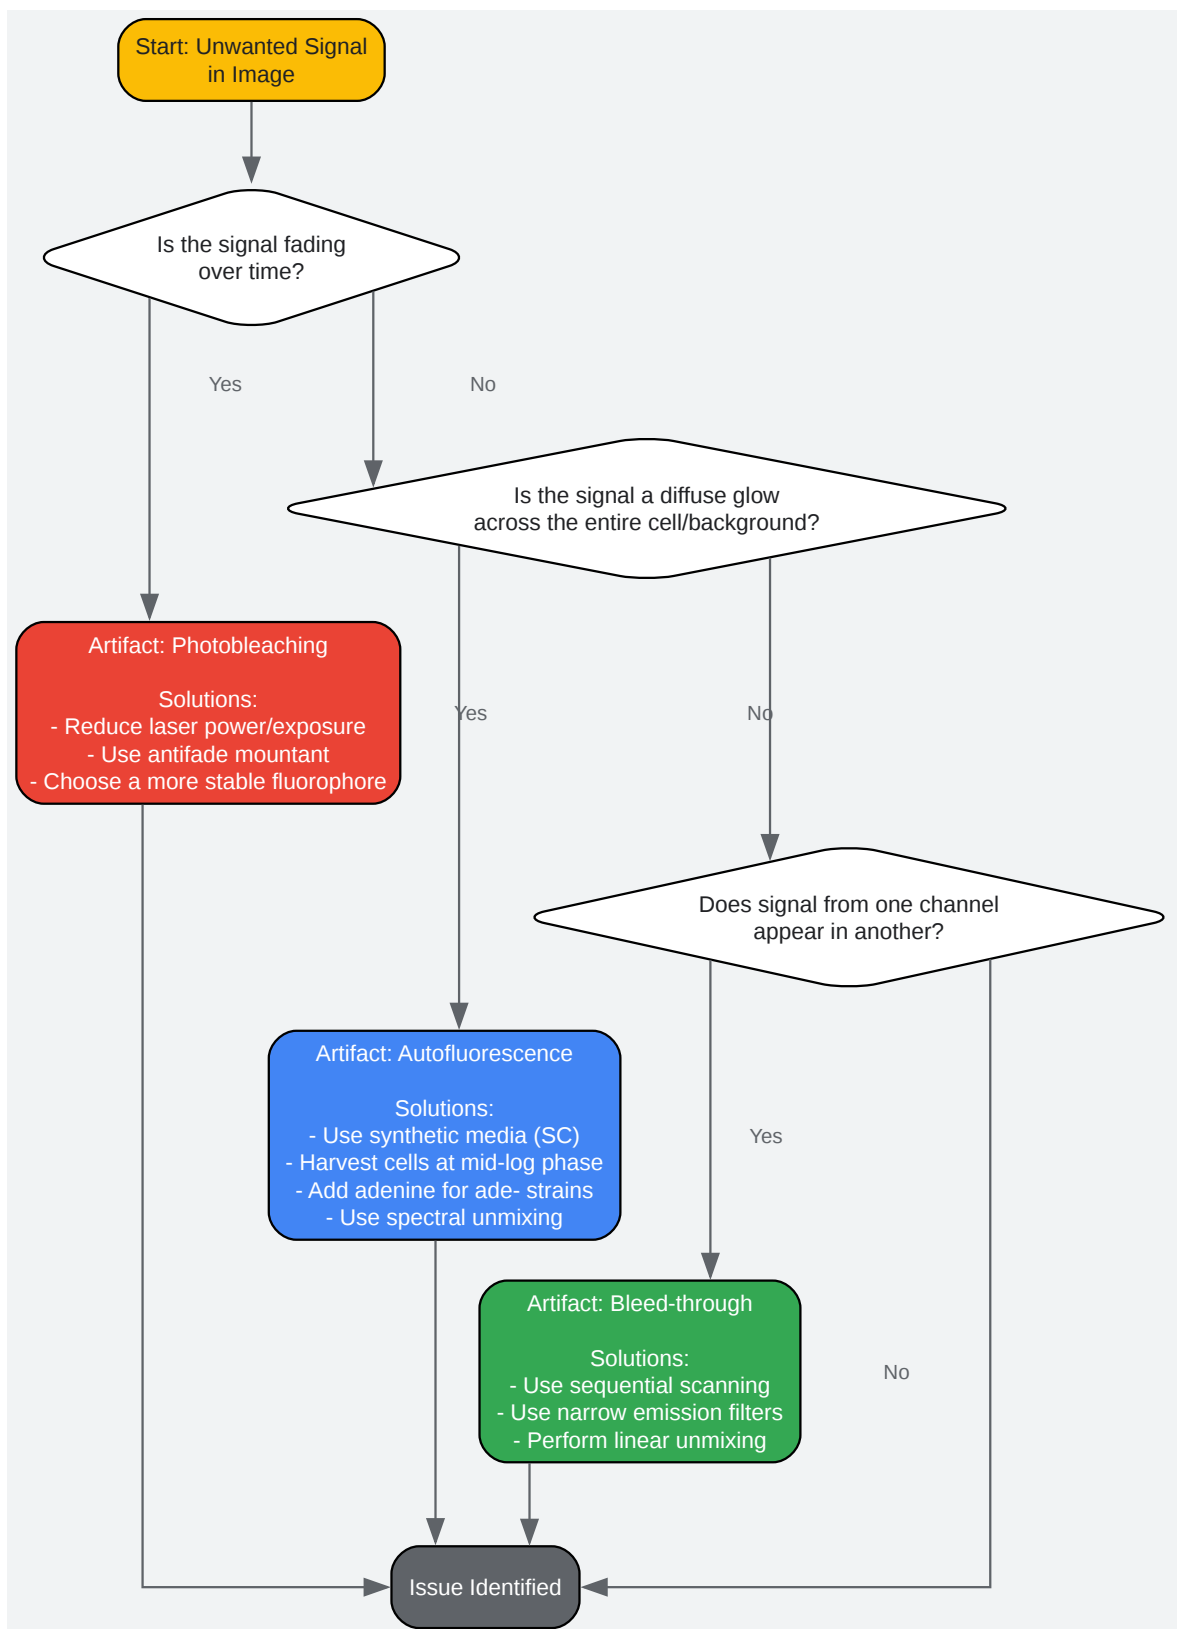 Start: Unwanted Signal
in Image
Is the signal fading
over time?
Yes
No
Is the signal a diffuse glow
across the entire cell/background?
Artifact: Photobleaching
Solutions:
- Reduce laser power/exposure
- Use antifade mountant
- Choose a more stable fluorophore
Yes
No
Does signal from one channel
appear in another?
Artifact: Autofluorescence
Solutions:
- Use synthetic media (SC)
- Harvest cells at mid-log phase
- Add adenine for ade- strains
- Use spectral unmixing
Yes
Artifact: Bleed-through
Solutions:
- Use sequential scanning
- Use narrow emission filters
- Perform linear unmixing
No
Issue Identified